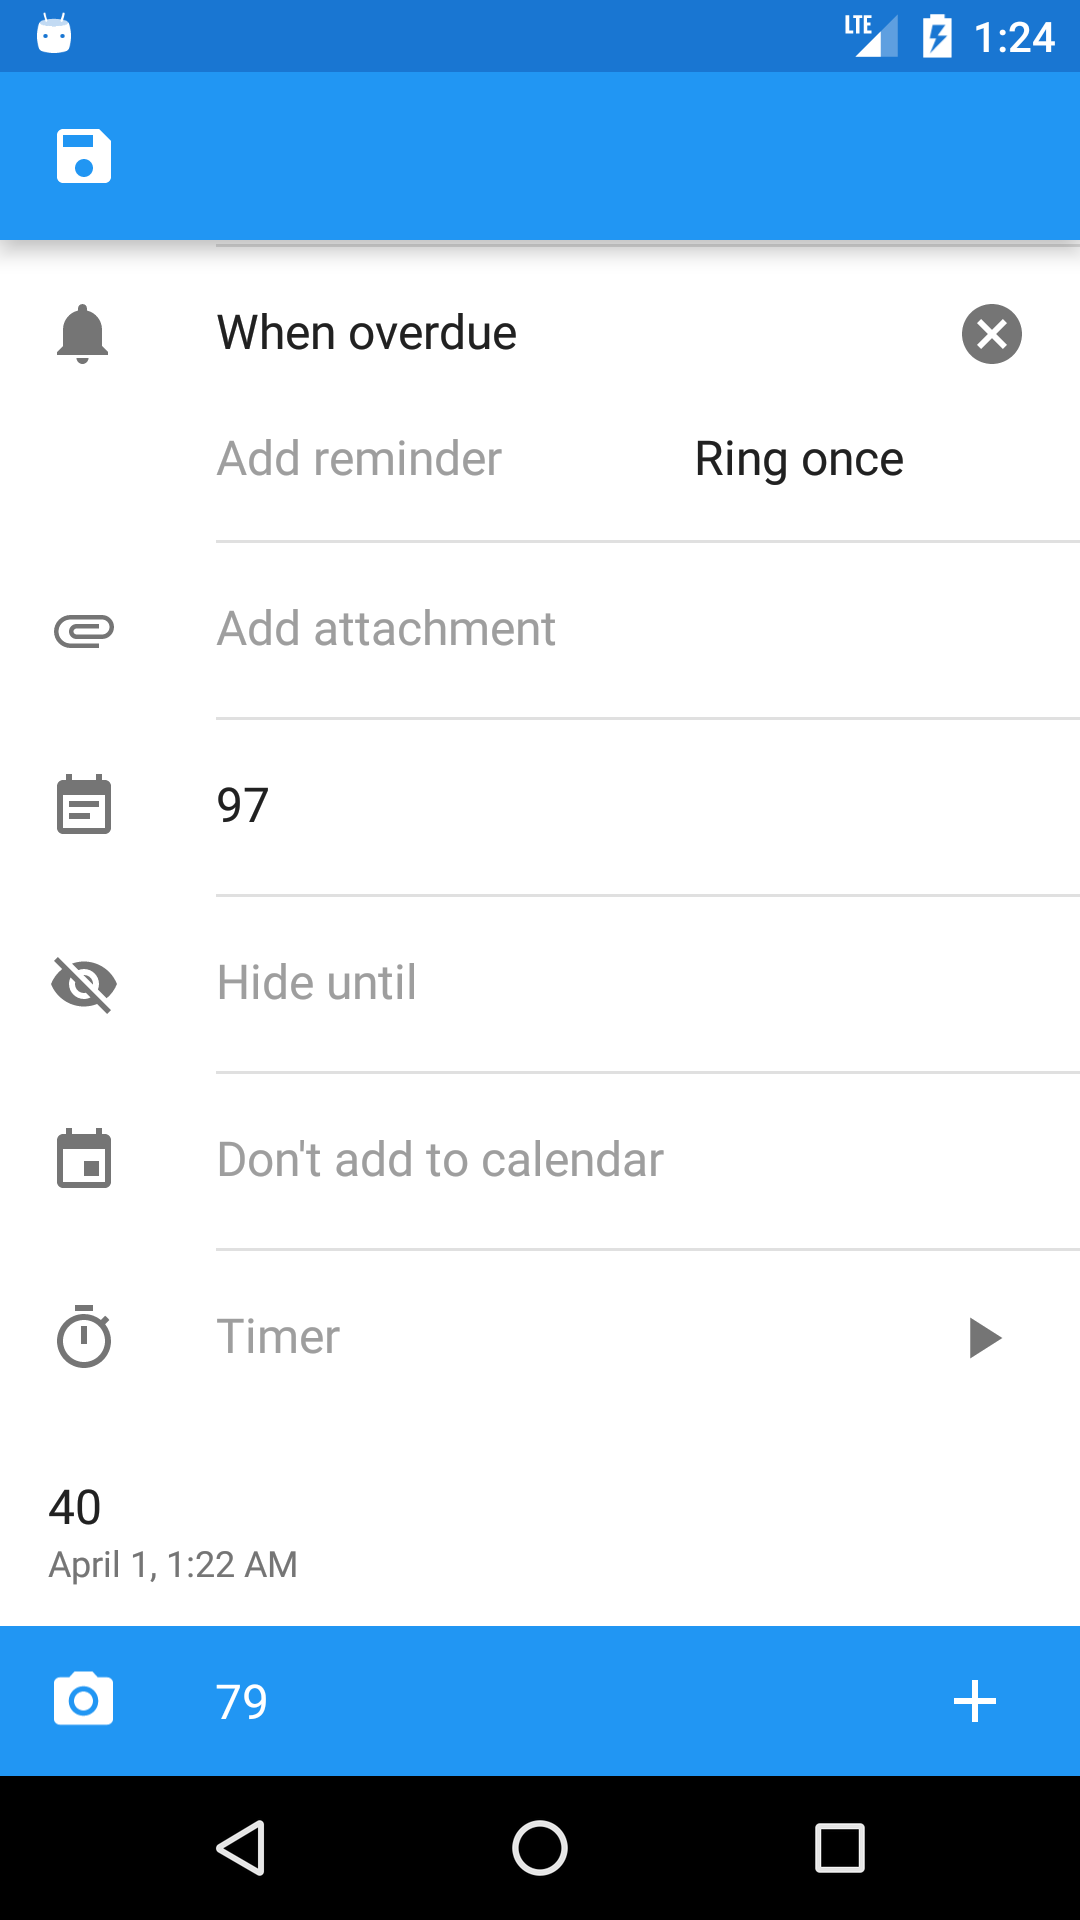 LTE 1:24
When overdue
Add reminder Ring once
Add attachment
97
Hide until
Don't add to calendar
Timer
40
April 1, 1:22 AM
79